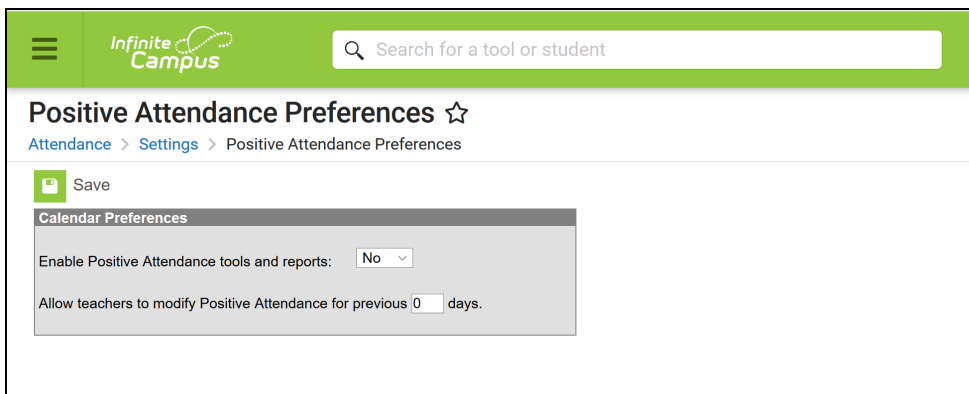 Infinite
Campus
Search for a tool or student
Positive Attendance Preferences
Attendance > Settings > Positive Attendance Preferences
Save
Calendar Preferences
Enable Positive Attendance tools and reports: No
Allow teachers to modify Positive Attendance for previous 0 days.